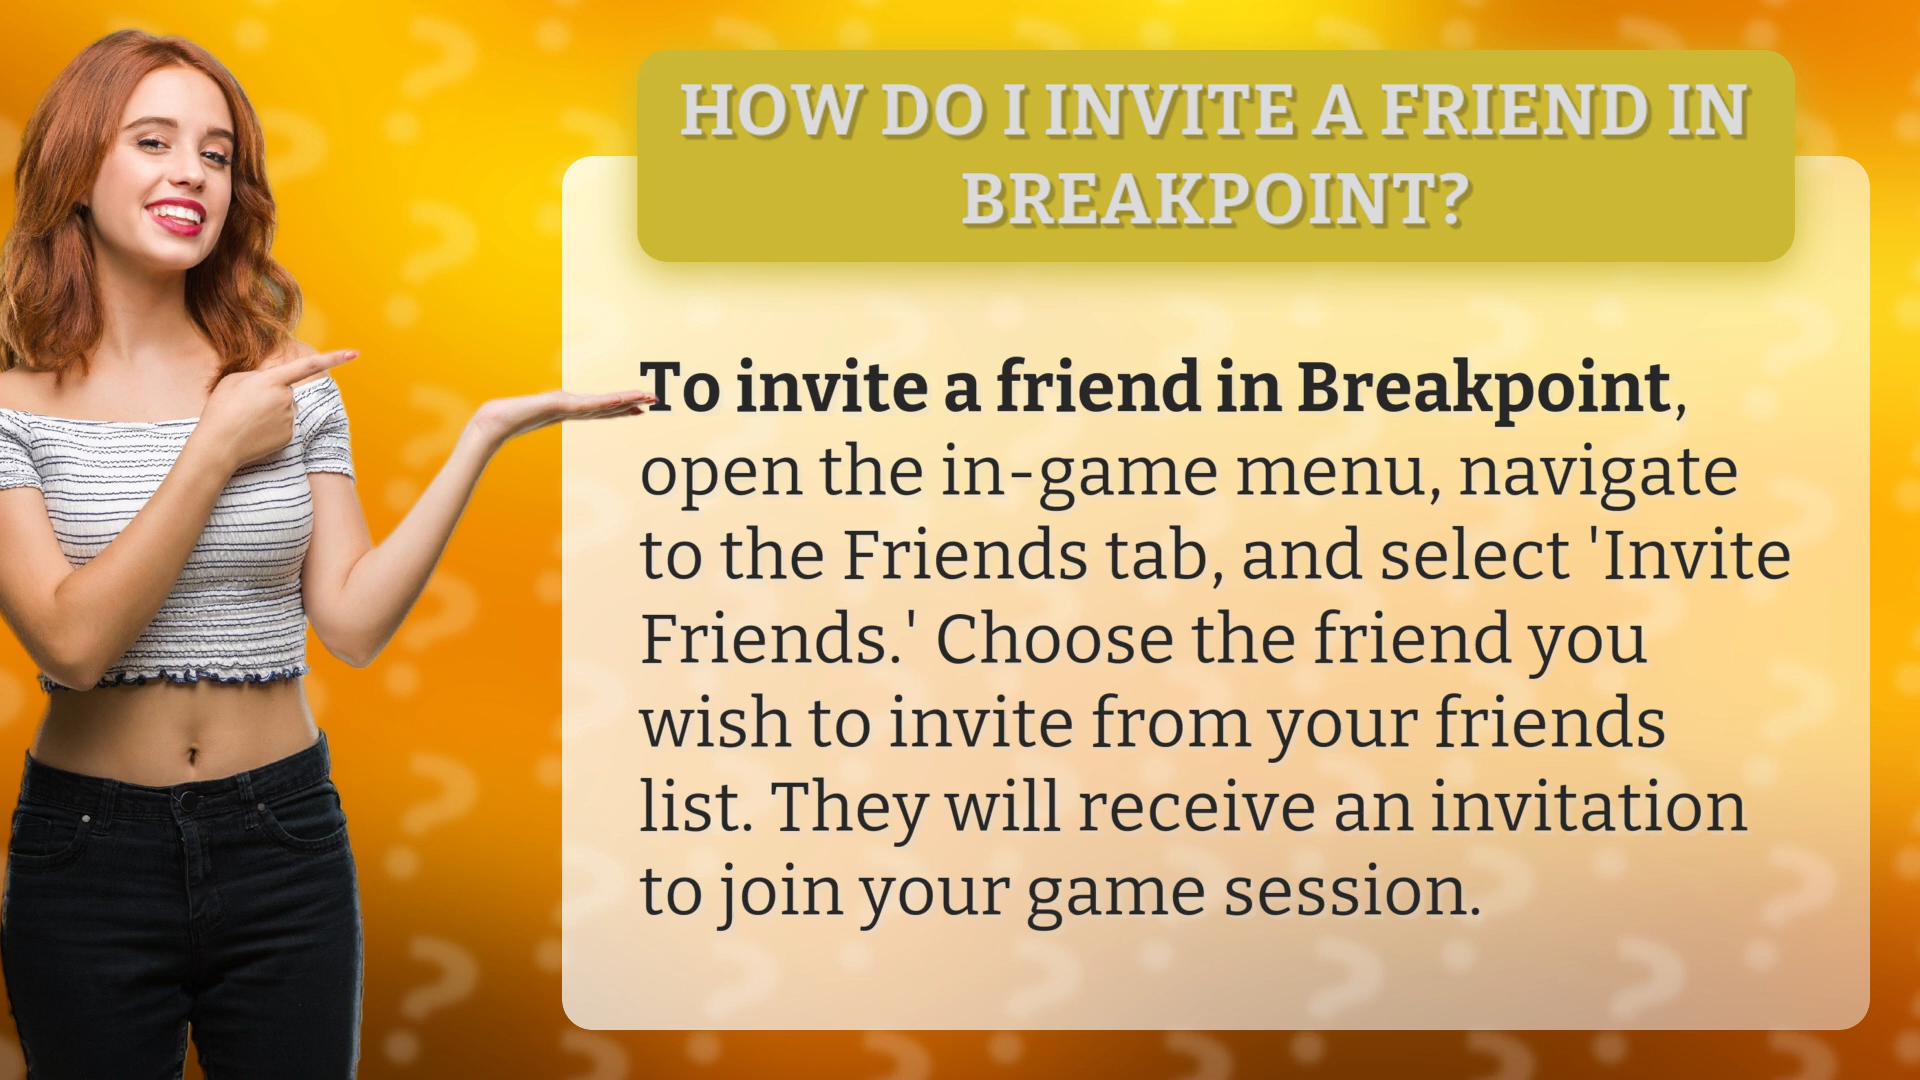 HOW DO I INVITE A FRIEND IN
BREAKPOINT?
To invite a friend in Breakpoint,
open the in-game menu, navigate
to the Friends tab, and select 'Invite
Friends.' Choose the friend you
wish to invite from your friends
list. They will receive an invitation
to join your game session.